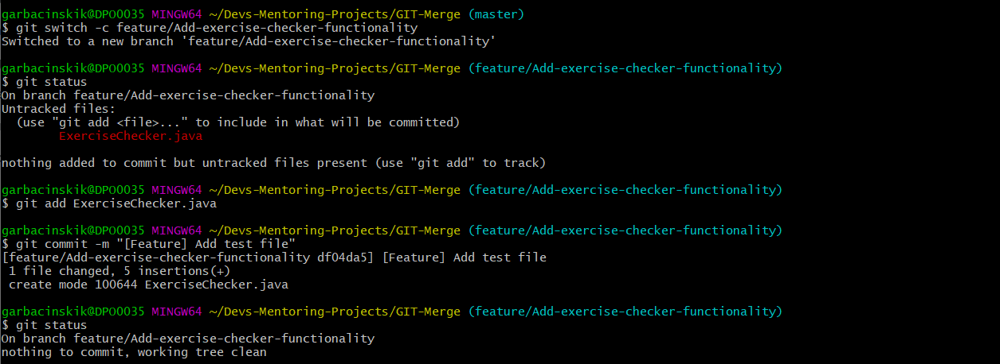 garbacinskik@DPO0035 MINGW64 ~/Devs-Mentoring-Projects/GIT-Merge (master)
$ git switch -c feature/Add-exercise-checker-functionality
Switched to a new branch 'feature/Add-exercise-checker-functionality'

garbacinskik@DPO0035 MINGW64 ~/Devs-Mentoring-Projects/GIT-Merge (feature/Add-exercise-checker-functionality)
$ git status
On branch feature/Add-exercise-checker-functionality
Untracked files:
  (use "git add <file>..." to include in what will be committed)
        ExerciseChecker.java

nothing added to commit but untracked files present (use "git add" to track)

garbacinskik@DPO0035 MINGW64 ~/Devs-Mentoring-Projects/GIT-Merge (feature/Add-exercise-checker-functionality)
$ git add ExerciseChecker.java

garbacinskik@DPO0035 MINGW64 ~/Devs-Mentoring-Projects/GIT-Merge (feature/Add-exercise-checker-functionality)
$ git commit -m "[Feature] Add test file"
[feature/Add-exercise-checker-functionality df04da5] [Feature] Add test file
 1 file changed, 5 insertions(+)
 create mode 100644 ExerciseChecker.java

garbacinskik@DPO0035 MINGW64 ~/Devs-Mentoring-Projects/GIT-Merge (feature/Add-exercise-checker-functionality)
$ git status
On branch feature/Add-exercise-checker-functionality
nothing to commit, working tree clean